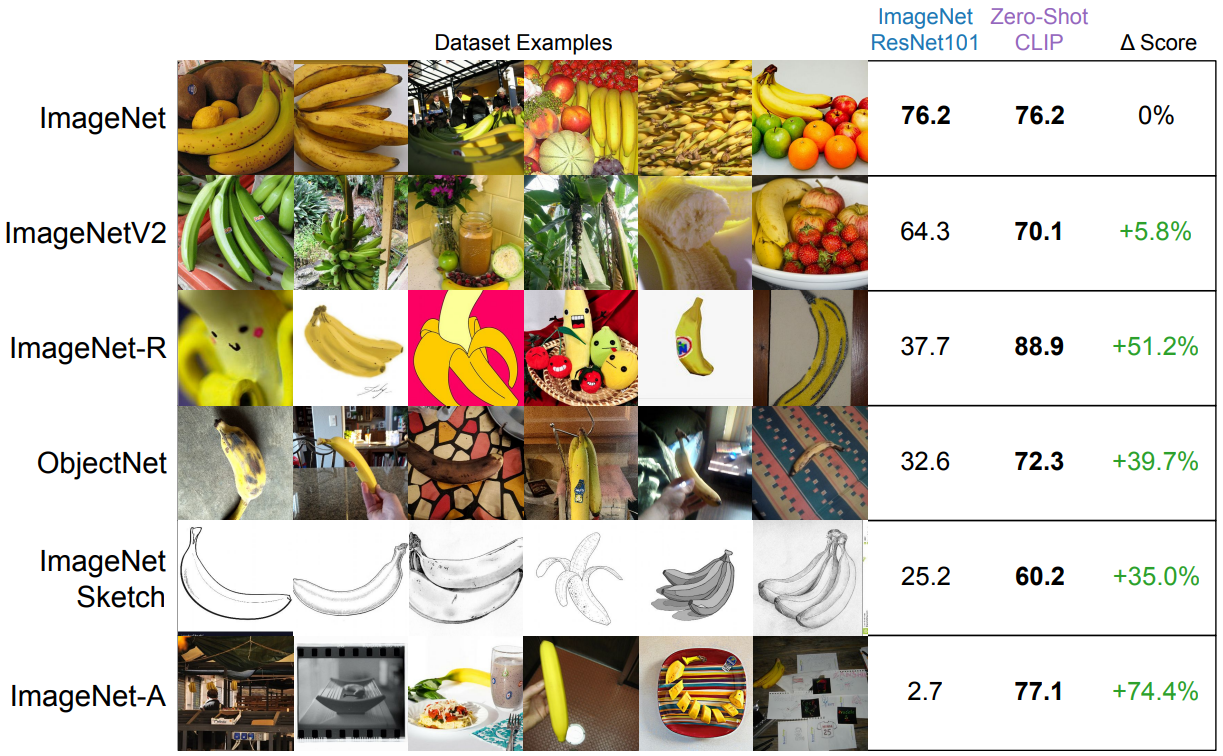 Dataset Examples
ImageNet ResNet101
Zero-Shot CLIP
Δ Score
ImageNet
76.2
76.2
0%
ImageNetV2
64.3
70.1
+5.8%
ImageNet-R
37.7
88.9
+51.2%
ObjectNet
32.6
72.3
+39.7%
ImageNet
Sketch
25.2
60.2
+35.0%
ImageNet-A
2.7
77.1
+74.4%